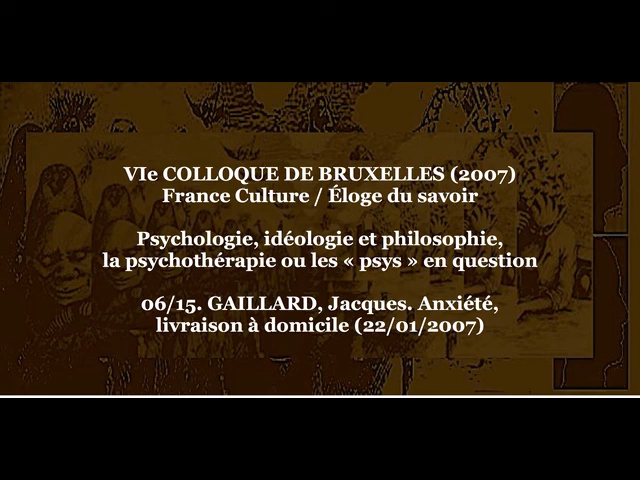 VIe COLLOQUE DE BRUXELLES (2007)
France Culture / Éloge du savoir
Psychologie, idéologie et philosophie,
la psychothérapie ou les « psys » en question
06/15. GAILLARD, Jacques. Anxiété,
livraison à domicile (22/01/2007)